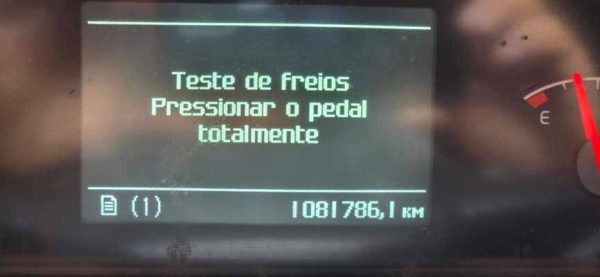 Teste de freios
Pressionar o pedal
totalmente
(1) 1081786,1 KM
E